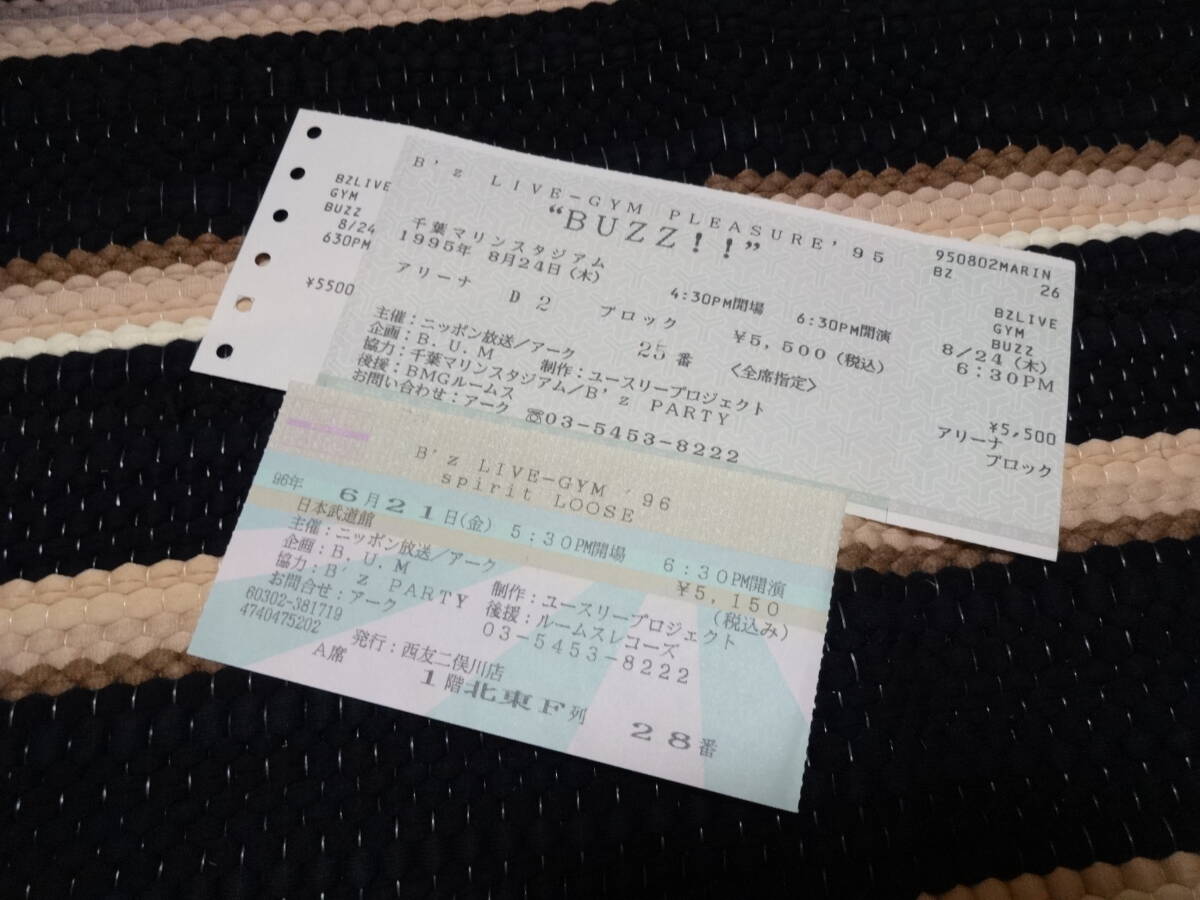 BZLIVE
GYM
BUZZ
8/24
630PM
¥5500
B'z LIVE-GYM PLEASURE'95
“BUZZ!!”
千葉マリンスタジアム
1995年 8月24日(木)
4:30PM開場 6:30PM開演
アリーナ D2 ブロック 25番
¥5,500(税込)
〈全席指定〉
主催:ニッポン放送/アーク
企画:B.U.M 制作:ユースリープロジェクト
協力:千葉マリンスタジアム/B'z PARTY
後援:BMGルームス
お問い合わせ:アーク ☎03-5453-8222
950802MARIN
BZ 26
BZLIVE
GYM
BUZZ
8/24(木)
6:30PM
¥5,500
アリーナ
ブロック
B'z LIVE-GYM '96
spirit LOOSE
96年 6月21日(金) 5:30PM開場 6:30PM開演
日本武道館 ¥5,150
(税込み)
主催:ニッポン放送/アーク
企画:B.U.M 制作:ユースリープロジェクト
協力:B'z PARTY 後援:ルームスレコーズ
お問合せ:アーク 03-5453-8222
60302-381719
4740475202
発行:西友二俣川店
A席 1階北東F列 28番